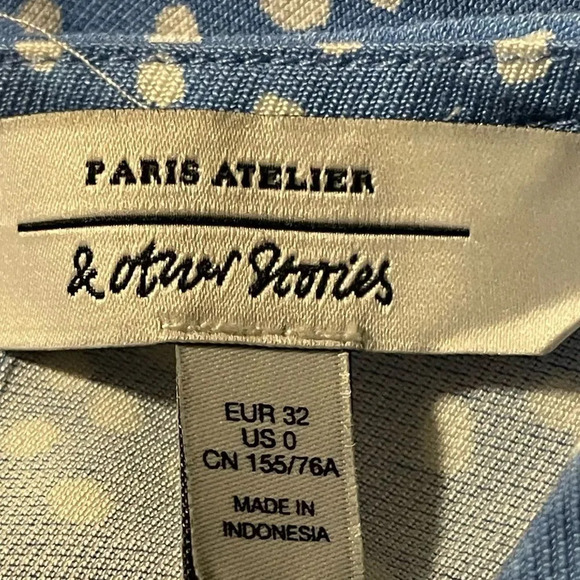 PARIS ATELIER
& other Stories
EUR 32
US 0
CN 155/76A
MADE IN
INDONESIA